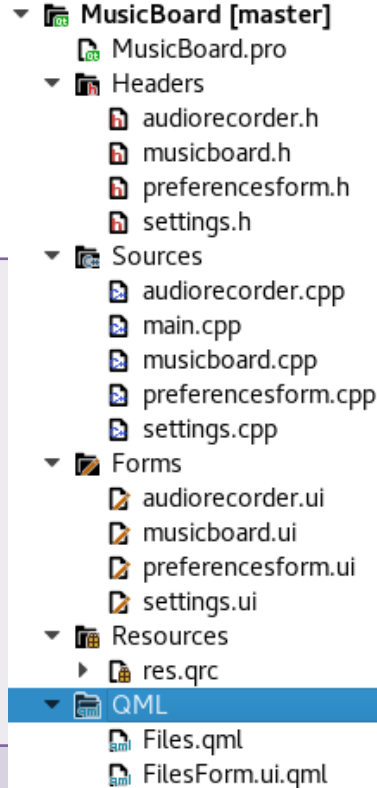 MusicBoard [master]
MusicBoard.pro
Headers
audiorecorder.h
musicboard.h
preferencesform.h
settings.h
Sources
audiorecorder.cpp
main.cpp
musicboard.cpp
preferencesform.cpp
settings.cpp
Forms
audiorecorder.ui
musicboard.ui
preferencesform.ui
settings.ui
Resources
res.qrc
QML
Files.qml
FilesForm.ui.qml